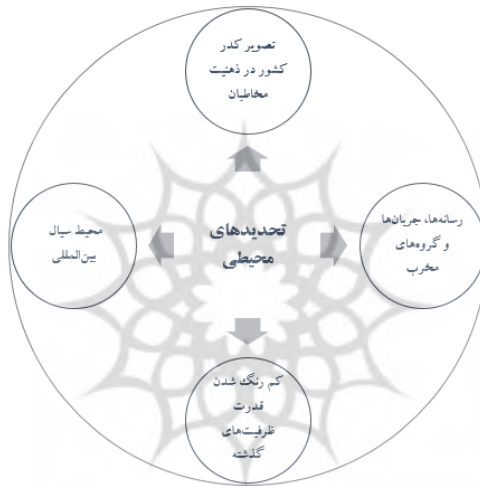 تصویر کدر
کشور در ذهنیت
مخاطبان
رسانه‌ها، جریان‌ها
و گروه‌های
مخرب
تحدیدهای
محیطی
محیط سیال
بین‌المللی
کم رنگ شدن
قدرت
ظرفیت‌های
گذشته